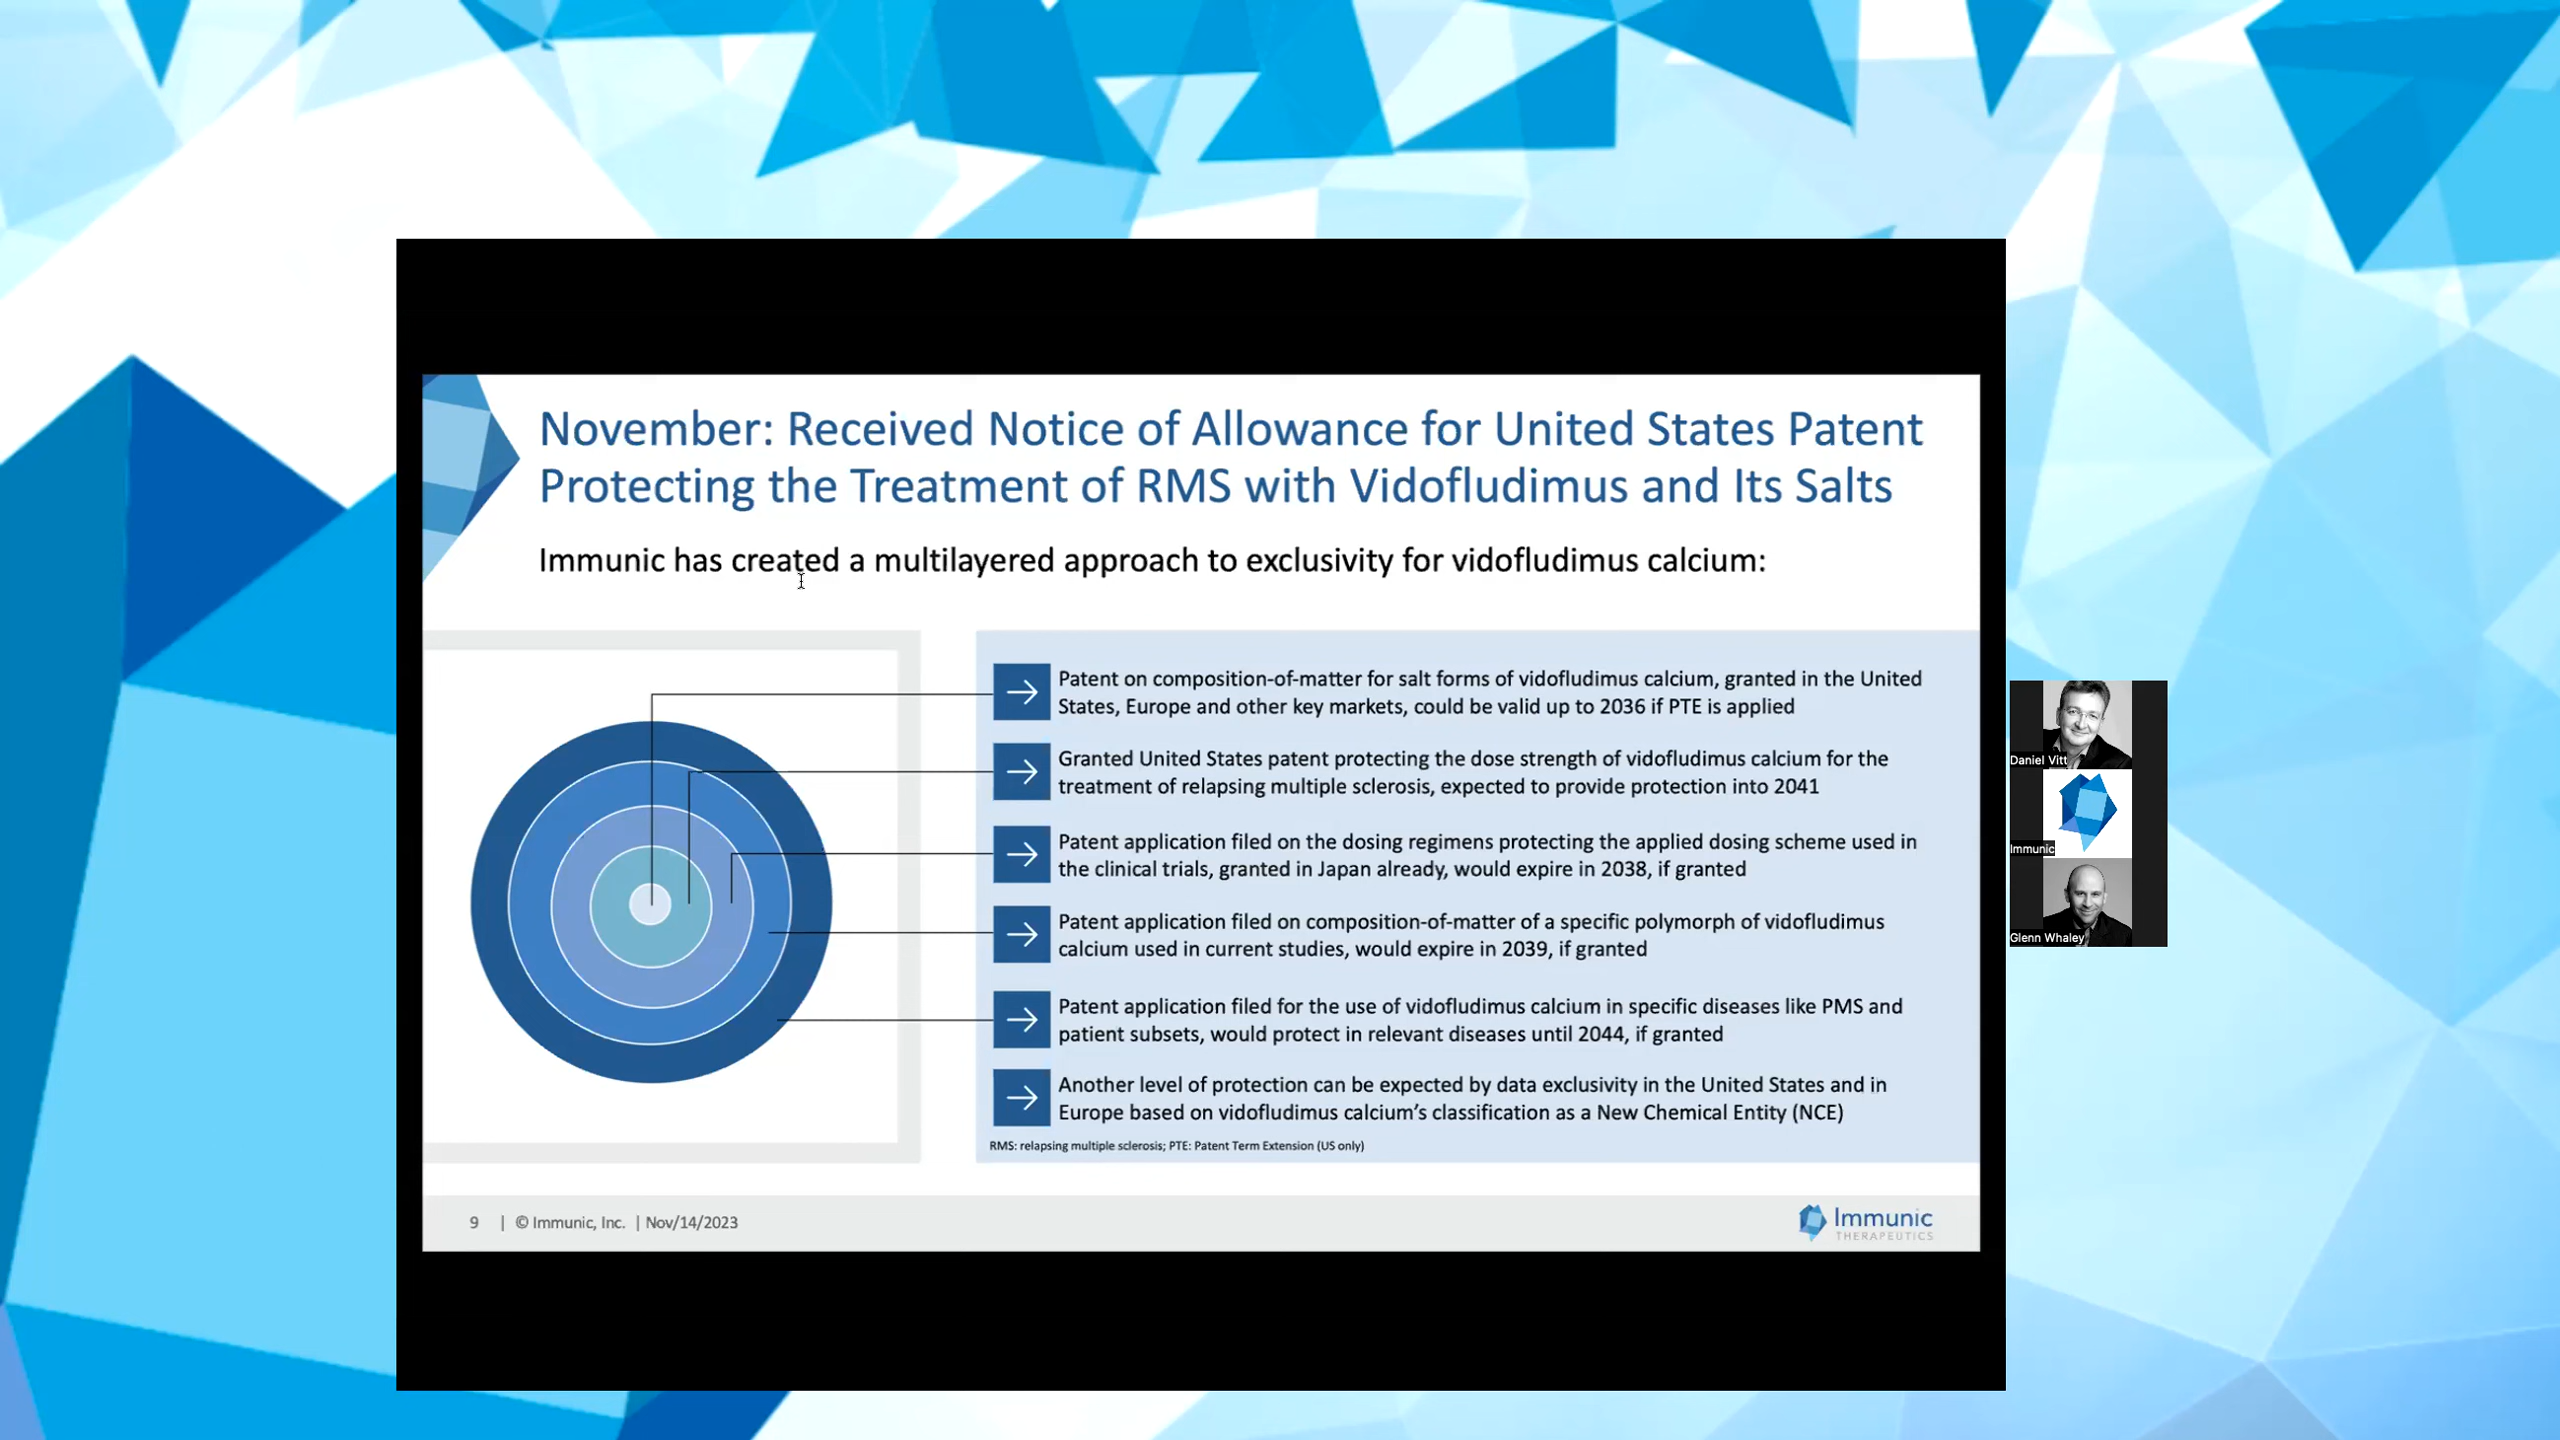 November: Received Notice of Allowance for United States Patent
Protecting the Treatment of RMS with Vidofludimus and Its Salts
Immunic has created a multilayered approach to exclusivity for vidofludimus calcium:
Patent on composition-of-matter for salt forms of vidofludimus calcium, granted in the United
States, Europe and other key markets, could be valid up to 2036 if PTE is applied
Granted United States patent protecting the dose strength of vidofludimus calcium for the
treatment of relapsing multiple sclerosis, expected to provide protection into 2041
Patent application filed on the dosing regimens protecting the applied dosing scheme used in
the clinical trials, granted in Japan already, would expire in 2038, if granted
Patent application filed on composition-of-matter of a specific polymorph of vidofludimus
calcium used in current studies, would expire in 2039, if granted
Patent application filed for the use of vidofludimus calcium in specific diseases like PMS and
patient subsets, would protect in relevant diseases until 2044, if granted
Another level of protection can be expected by data exclusivity in the United States and in
Europe based on vidofludimus calcium’s classification as a New Chemical Entity (NCE)
RMS: relapsing multiple sclerosis; PTE: Patent Term Extension (US only)
9 | © Immunic, Inc. | Nov/14/2023
Immunic
THERAPEUTICS
Daniel Vitt
Immunic
Glenn Whaley